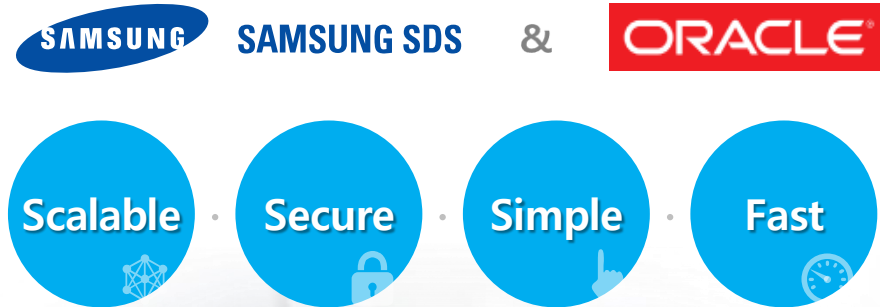 SAMSUNG SAMSUNG SDS & ORACLE®
Scalable · Secure · Simple · Fast